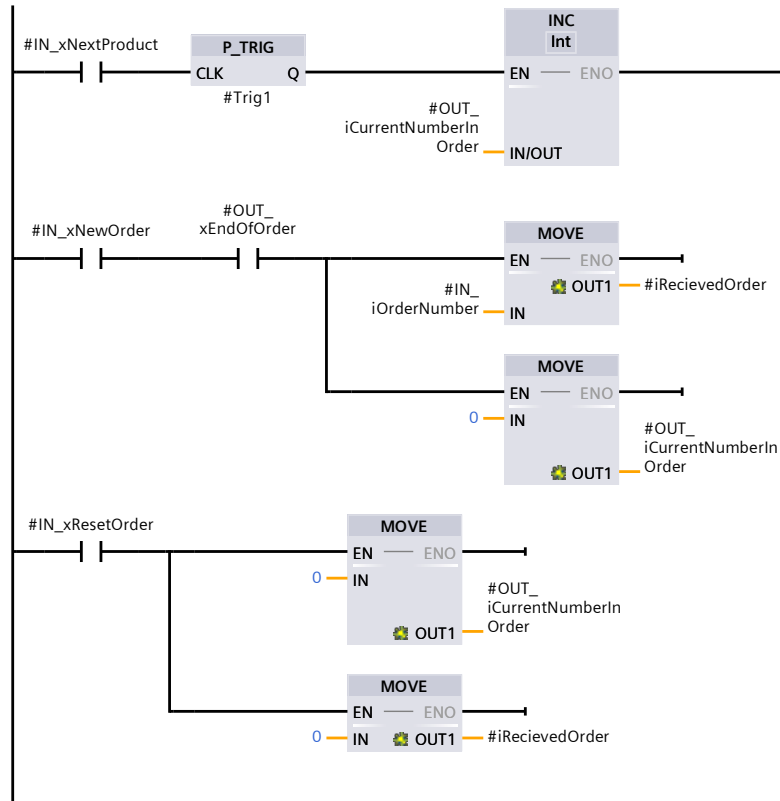 #IN_xNextProduct
P_TRIG
CLK Q
#Trig1
INC
Int
EN ENO
#OUT_
iCurrentNumberIn
Order
IN/OUT
#IN_xNewOrder
#OUT_
xEndOfOrder
MOVE
EN ENO
OUT1
#iRecievedOrder
#IN_
iOrderNumber
IN
MOVE
EN ENO
0
IN
OUT1
#OUT_
iCurrentNumberIn
Order
#IN_xResetOrder
MOVE
EN ENO
0
IN
OUT1
#OUT_
iCurrentNumberIn
Order
MOVE
EN ENO
0
IN OUT1
#iRecievedOrder